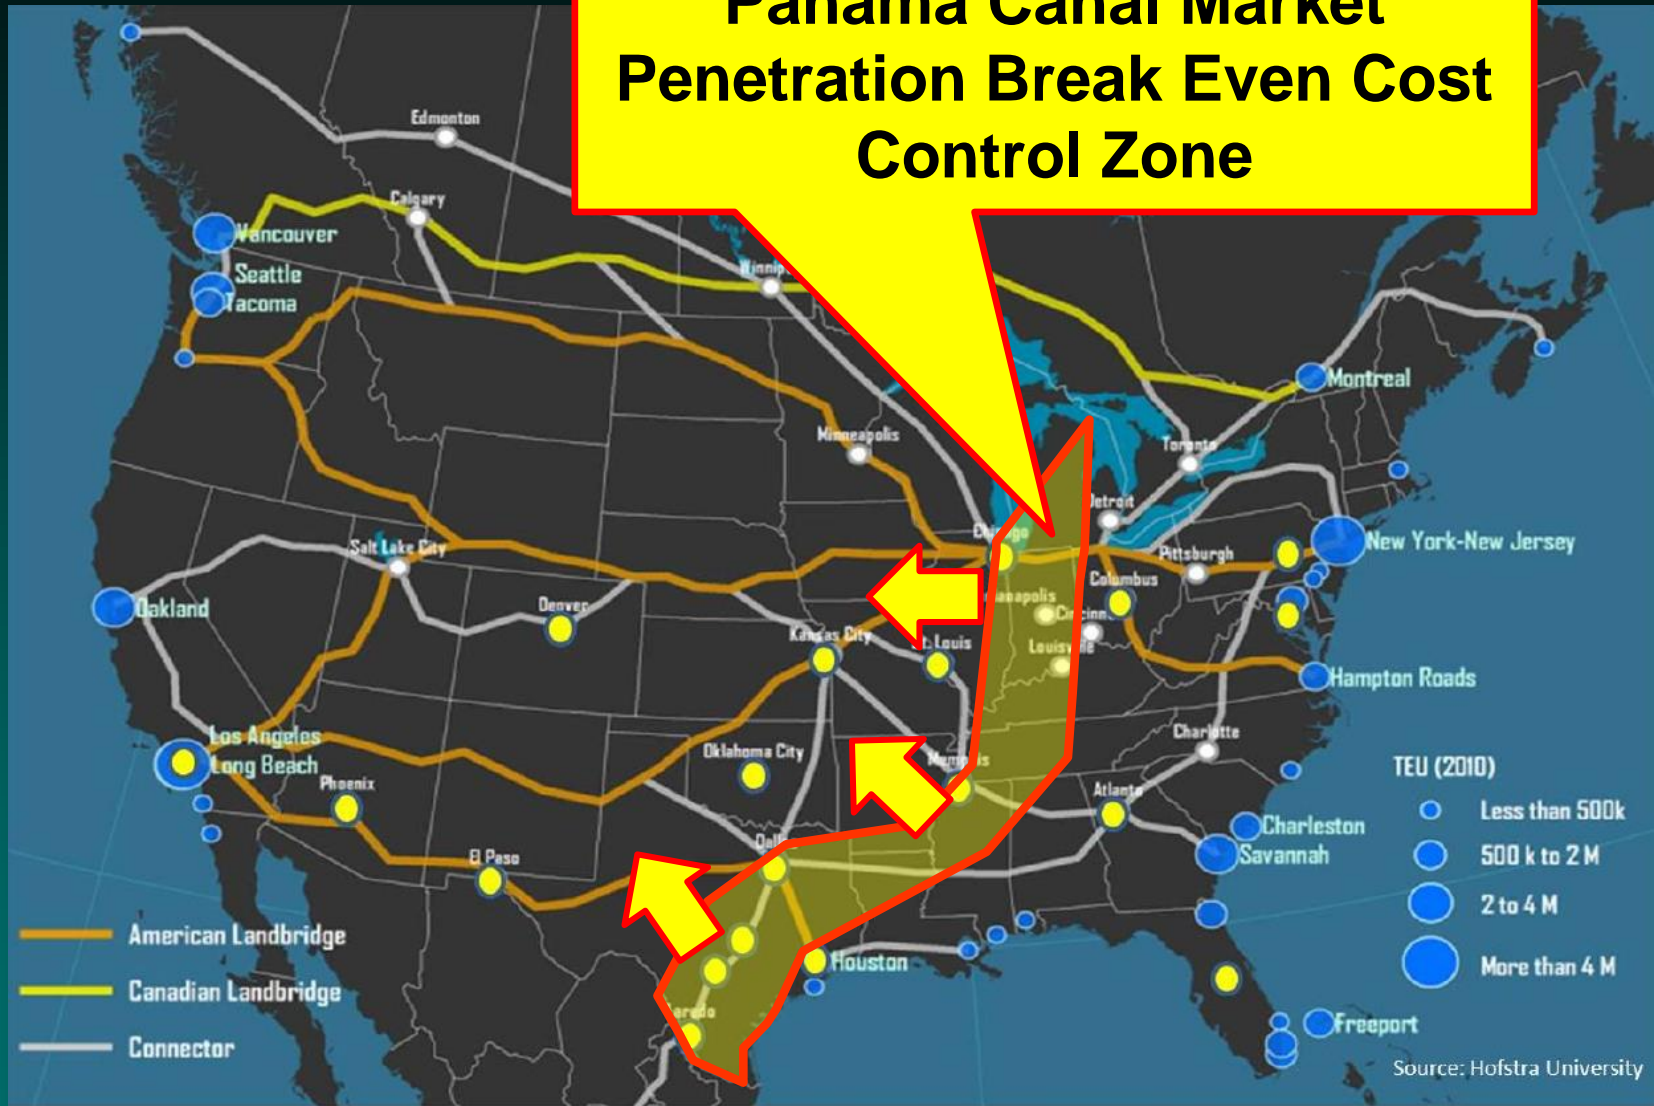 Panama Canal Market
Penetration Break Even Cost
Control Zone
Edmonton
Calgary
Vancouver
Seattle
Tacoma
Montreal
Minneapolis
Toronto
Detroit
New York-New Jersey
Salt Lake City
Pittsburgh
Columbus
Oakland
Denver
Kansas City
Louisville
Hampton Roads
Los Angeles
Long Beach
Charlotte
Oklahoma City
Memphis
Phoenix
Atlanta
TEU (2010)
Less than 500k
Charleston
Savannah
500 k to 2 M
El Paso
2 to 4 M
American Landbridge
Houston
More than 4 M
Canadian Landbridge
Freeport
Connector
Source: Hofstra University